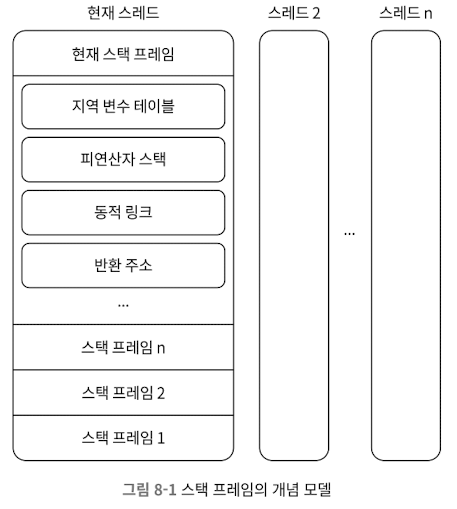 현재 스레드
스레드 2
스레드 n
현재 스택 프레임
지역 변수 테이블
피연산자 스택
동적 링크
반환 주소
...
...
스택 프레임 n
스택 프레임 2
스택 프레임 1
그림 8-1 스택 프레임의 개념 모델